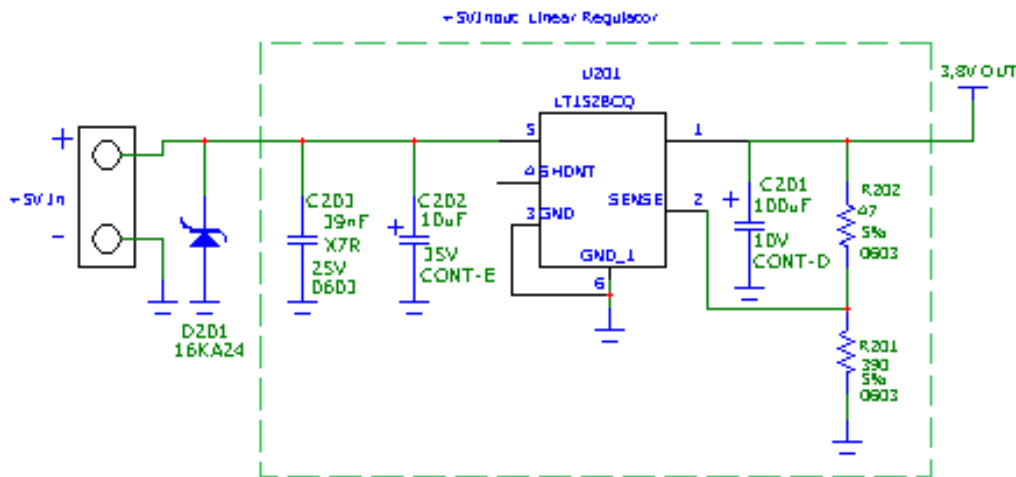 +5VInput Linear Regulator
U201
LT1528CQ
3,8V OUT
+
+5V In
-
5
4
SHDNT
3
GND
GND_1
6
SENSE
1
2
D201
16KA24
C203
39nF
X7R
25V
0603
C202
10uF
+
35V
CONT-E
C201
100uF
+
10V
CONT-D
R202
47
5%
0603
R201
390
5%
0603